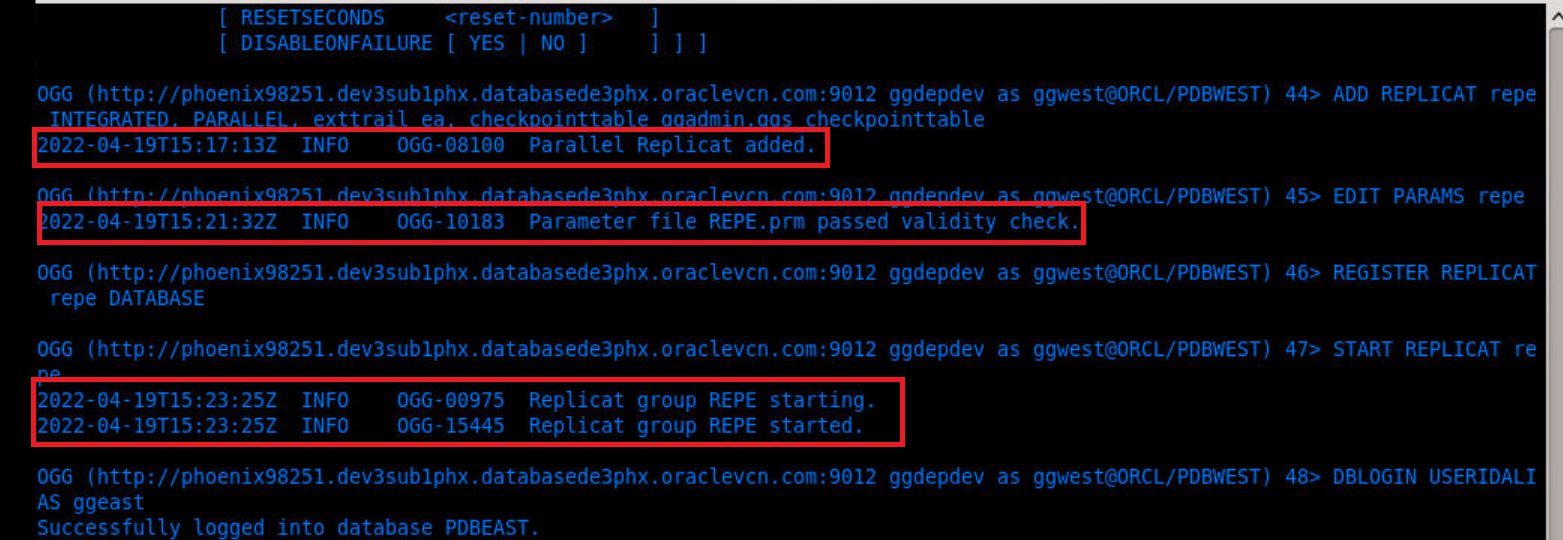 [ RESETSECONDS     <reset-number>   ]
[ DISABLEONFAILURE [ YES | NO ]     ] ] ]
OGG (http://phoenix98251.dev3sub1phx.databasede3phx.oraclevcn.com:9012 ggdepdev as ggwest@ORCL/PDBWEST) 44> ADD REPLICAT repe
INTEGRATED, PARALLEL, exttrail ea, checkpointtable ggadmin.ggs_checkpointtable
2022-04-19T15:17:13Z  INFO    OGG-08100  Parallel Replicat added.
OGG (http://phoenix98251.dev3sub1phx.databasede3phx.oraclevcn.com:9012 ggdepdev as ggwest@ORCL/PDBWEST) 45> EDIT PARAMS repe
2022-04-19T15:21:32Z  INFO    OGG-10183  Parameter file REPE.prm passed validity check.
OGG (http://phoenix98251.dev3sub1phx.databasede3phx.oraclevcn.com:9012 ggdepdev as ggwest@ORCL/PDBWEST) 46> REGISTER REPLICAT
repe DATABASE
OGG (http://phoenix98251.dev3sub1phx.databasede3phx.oraclevcn.com:9012 ggdepdev as ggwest@ORCL/PDBWEST) 47> START REPLICAT re
pe
2022-04-19T15:23:25Z  INFO    OGG-00975  Replicat group REPE starting.
2022-04-19T15:23:25Z  INFO    OGG-15445  Replicat group REPE started.
OGG (http://phoenix98251.dev3sub1phx.databasede3phx.oraclevcn.com:9012 ggdepdev as ggwest@ORCL/PDBWEST) 48> DBLOGIN USERIDALI
AS ggeast
Successfully logged into database PDBEAST.